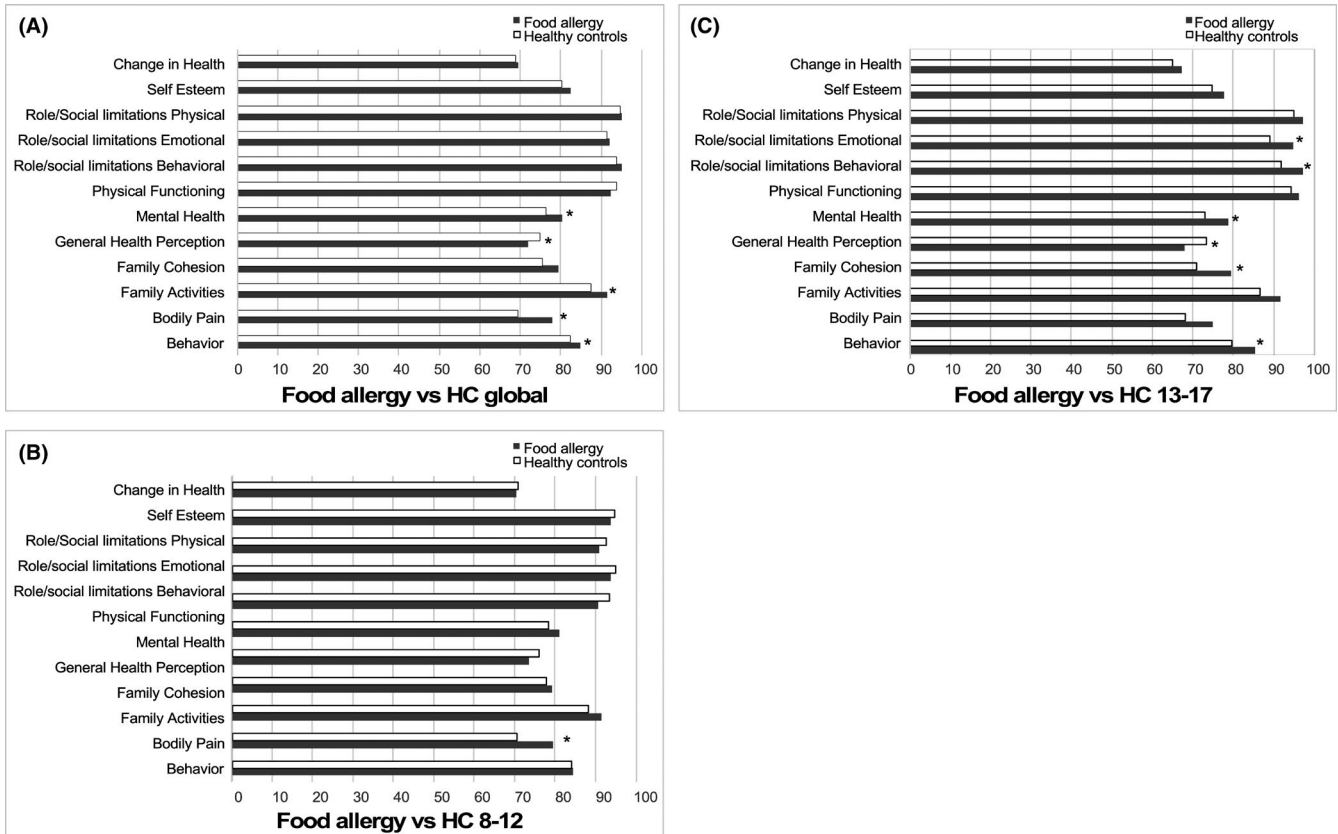 (A)
Food allergy
Healthy controls
Change in Health
Self Esteem
Role/Social limitations Physical
Role/social limitations Emotional
Role/social limitations Behavioral
Physical Functioning
Mental Health *
General Health Perception *
Family Cohesion
Family Activities *
Bodily Pain *
Behavior *
0 10 20 30 40 50 60 70 80 90 100
Food allergy vs HC global
(C)
Food allergy
Healthy controls
Change in Health
Self Esteem
Role/Social limitations Physical
Role/social limitations Emotional *
Role/social limitations Behavioral *
Physical Functioning
Mental Health *
General Health Perception *
Family Cohesion *
Family Activities
Bodily Pain
Behavior *
0 10 20 30 40 50 60 70 80 90 100
Food allergy vs HC 13-17
(B)
Food allergy
Healthy controls
Change in Health
Self Esteem
Role/Social limitations Physical
Role/social limitations Emotional
Role/social limitations Behavioral
Physical Functioning
Mental Health
General Health Perception
Family Cohesion
Family Activities
Bodily Pain *
Behavior
0 10 20 30 40 50 60 70 80 90 100
Food allergy vs HC 8-12